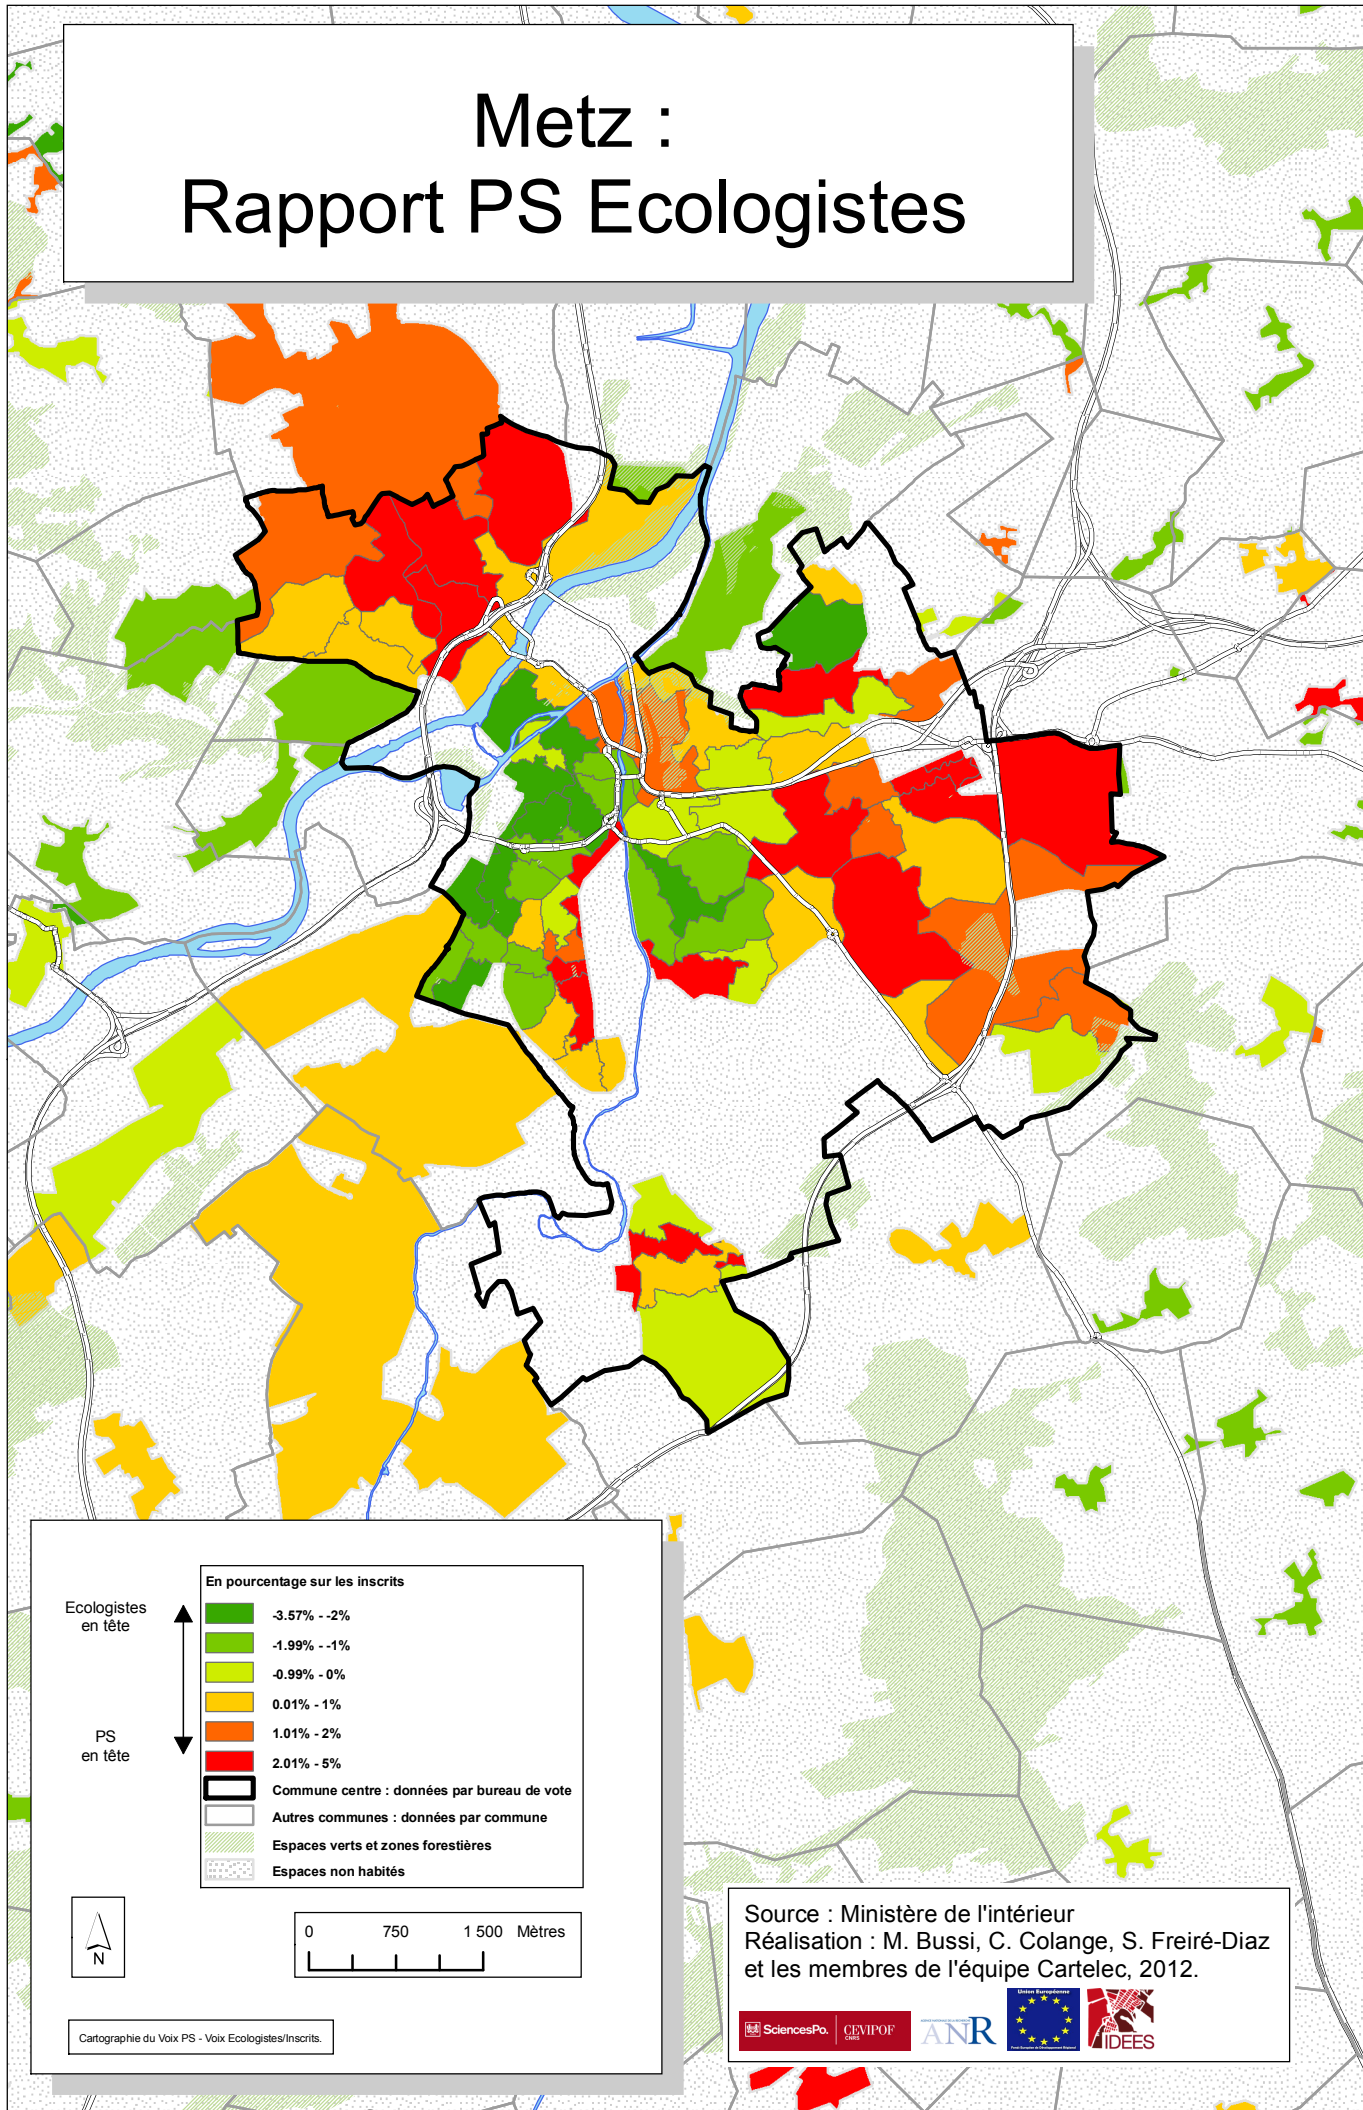 Metz :
Rapport PS Ecologistes
En pourcentage sur les inscrits
Ecologistes
en tête
PS
en tête
-3.57% - -2%
-1.99% - -1%
-0.99% - 0%
0.01% - 1%
1.01% - 2%
2.01% - 5%
Commune centre : données par bureau de vote
Autres communes : données par commune
Espaces verts et zones forestières
Espaces non habités
N
0 750 1 500 Mètres
Cartographie du Voix PS - Voix Ecologistes/Inscrits.
Source : Ministère de l'intérieur
Réalisation : M. Bussi, C. Colange, S. Freiré-Diaz
et les membres de l'équipe Cartelec, 2012.
SciencesPo.
CEVIPOF
CNRS
ANR
Union Européenne
IDEES